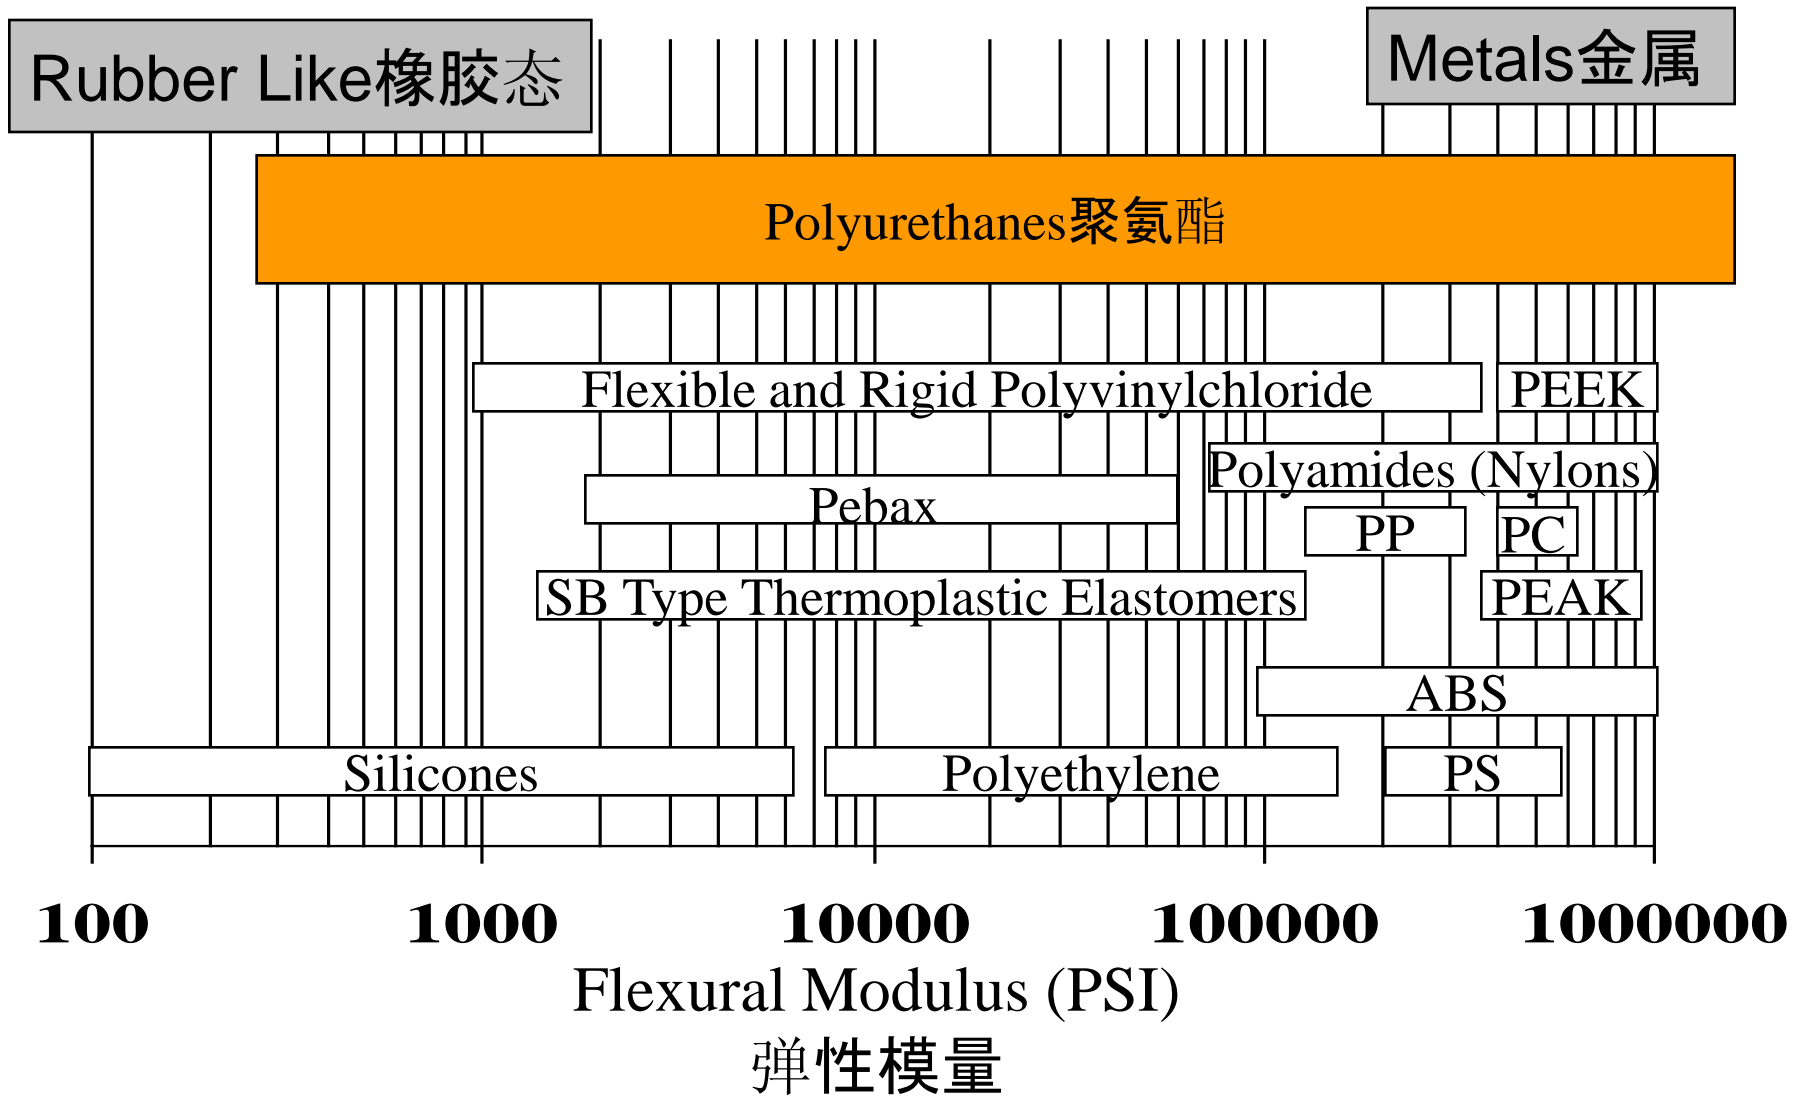 Rubber Like橡胶态
Metals金属
Polyurethanes聚氨酯
Flexible and Rigid Polyvinylchloride
PEEK
Polyamides (Nylons)
Pebax
PP
PC
SB Type Thermoplastic Elastomers
PEAK
ABS
Silicones
Polyethylene
PS
100 1000 10000 100000 1000000
Flexural Modulus (PSI)
弹性模量